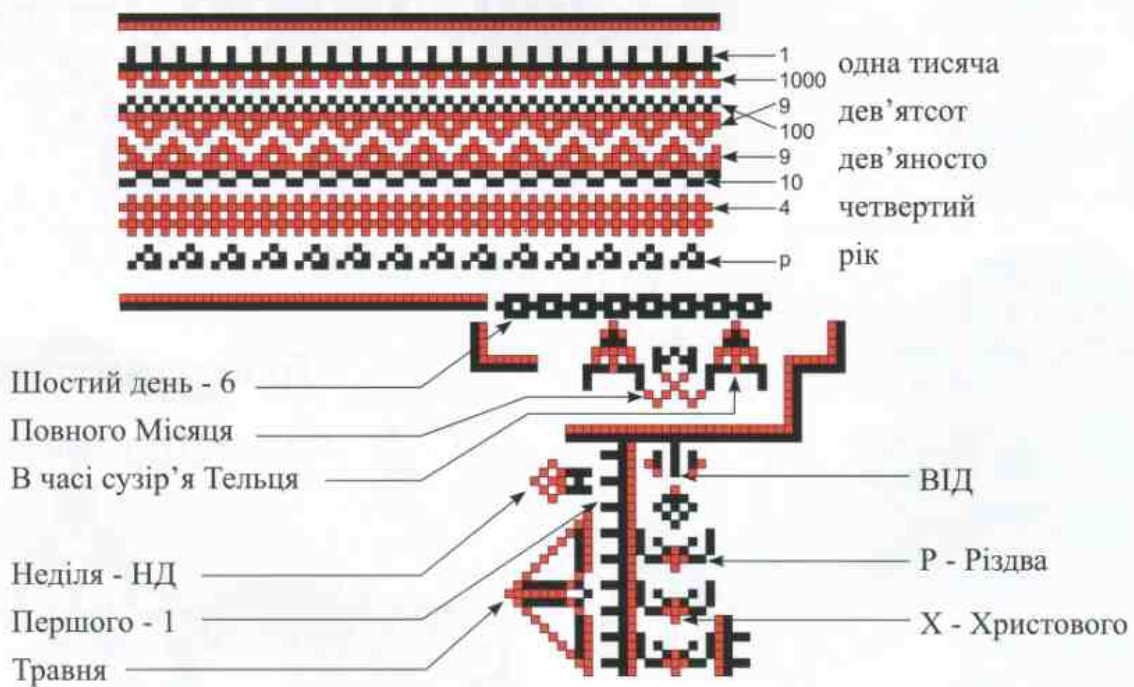 1 одна тисяча
1000
9 дев’ятсот
100
9 дев’яносто
10
4 четвертий
р рік
Шостий день - 6
Повного Місяця
В часі сузір’я Тельця
ВІД
Неділя - НД
Р - Різдва
Першого - 1
Х - Христового
Травня